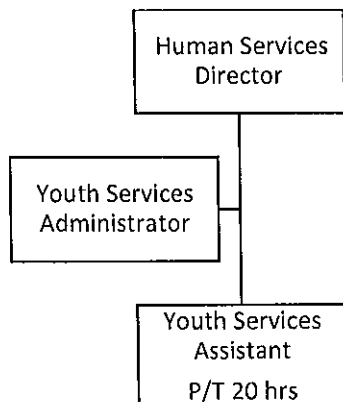 Human Services
Director
Youth Services
Administrator
Youth Services
Assistant
P/T 20 hrs